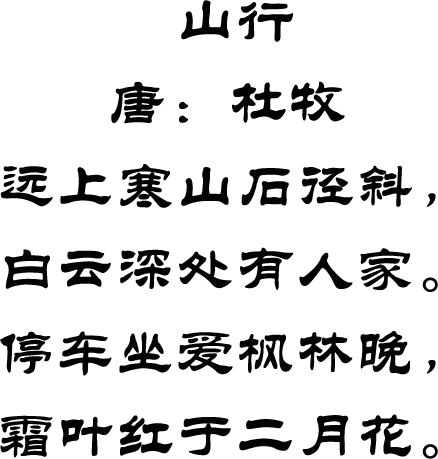 山行
唐：杜牧
远上寒山石径斜，
白云深处有人家。
停车坐爱枫林晚，
霜叶红于二月花。